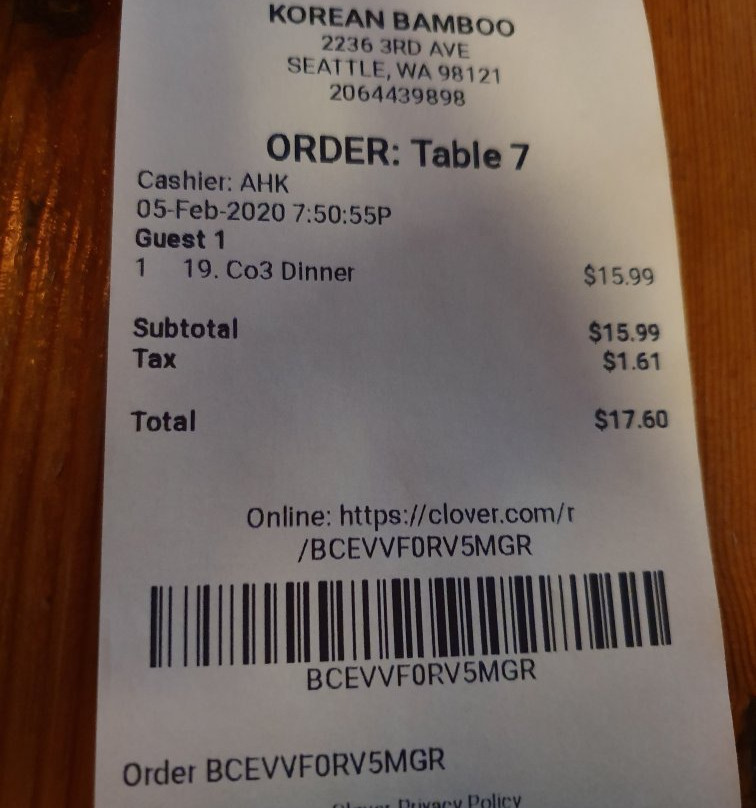 KOREAN BAMBOO
2236 3RD AVE
SEATTLE, WA 98121
2064439898
ORDER: Table 7
Cashier: AHK
05-Feb-2020 7:50:55P
Guest 1
1 19. Co3 Dinner $15.99
Subtotal $15.99
Tax $1.61
Total $17.60
Online: https://clover.com/r
/BCEVVF0RV5MGR
BCEVVF0RV5MGR
Order BCEVVF0RV5MGR
Clover Privacy Policy